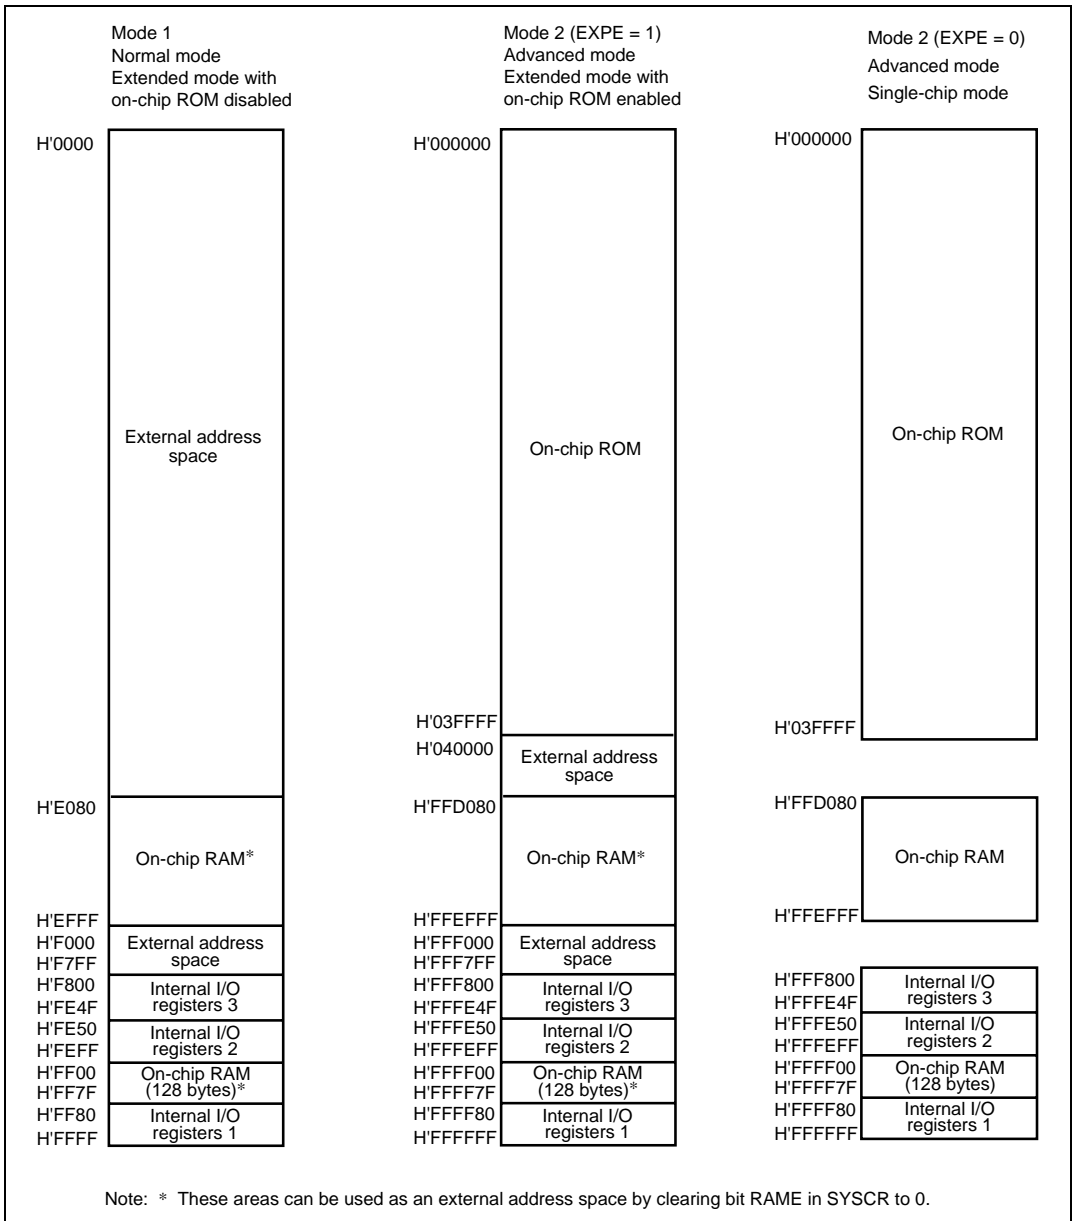 Mode 1
Normal mode
Extended mode with
on-chip ROM disabled
H'0000
External address
space
H'E080
On-chip RAM*
H'EFFF
H'F000
External address
space
H'F7FF
H'F800
Internal I/O
registers 3
H'FE4F
H'FE50
Internal I/O
registers 2
H'FEFF
H'FF00
On-chip RAM
(128 bytes)*
H'FF7F
H'FF80
Internal I/O
registers 1
H'FFFF
Mode 2 (EXPE = 1)
Advanced mode
Extended mode with
on-chip ROM enabled
H'000000
On-chip ROM
H'03FFFF
H'040000
External address
space
H'FFD080
On-chip RAM*
H'FFEFFF
H'FFF000
External address
space
H'FFF7FF
H'FFF800
Internal I/O
registers 3
H'FFFE4F
H'FFFE50
Internal I/O
registers 2
H'FFFEFF
H'FFFF00
On-chip RAM
(128 bytes)*
H'FFFF7F
H'FFFF80
Internal I/O
registers 1
H'FFFFFF
Mode 2 (EXPE = 0)
Advanced mode
Single-chip mode
H'000000
On-chip ROM
H'03FFFF
H'FFD080
On-chip RAM
H'FFEFFF
H'FFF800
Internal I/O
registers 3
H'FFFE4F
H'FFFE50
Internal I/O
registers 2
H'FFFEFF
H'FFFF00
On-chip RAM
(128 bytes)
H'FFFF7F
H'FFFF80
Internal I/O
registers 1
H'FFFFFF
Note: * These areas can be used as an external address space by clearing bit RAME in SYSCR to 0.